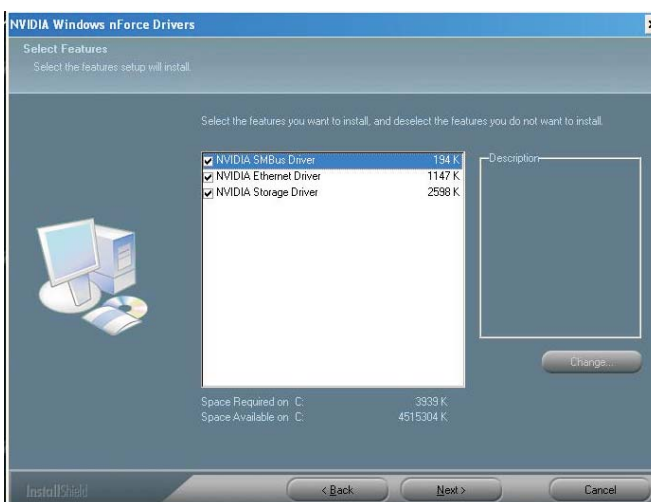 NVIDIA Windows nForce Drivers
Select Features
Select the features setup will install.
Select the features you want to install, and deselect the features you do not want to install.
NVIDIA SMBus Driver 194 K
NVIDIA Ethernet Driver 1147 K
NVIDIA Storage Driver 2598 K
Description
Change...
Space Required on C: 3939 K
Space Available on C: 4515304 K
InstallShield
< Back Next > Cancel